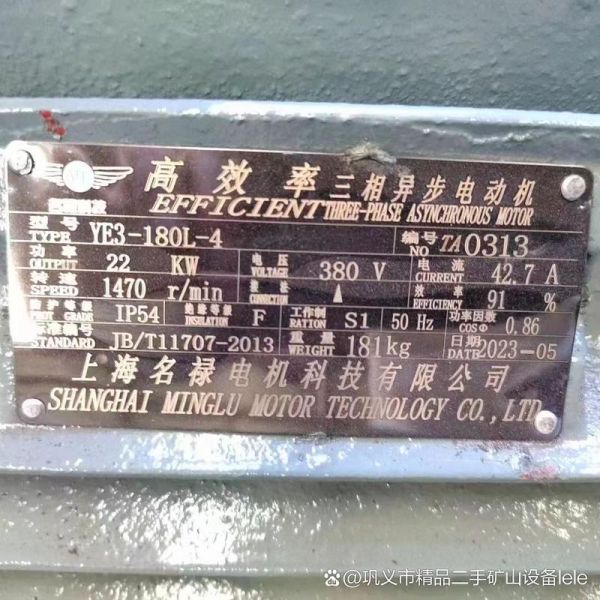 高效率三相异步电动机
EFFICIENT THREE-PHASE ASYNCHRONOUS MOTOR
型号 TYPE YE3-180L-4 编号 NO TA0313
功率 OUTPUT 22 KW 电压 VOLTAGE 380 V 电流 CURRENT 42.7 A
转速 SPEED 1470 r/min 接法 CONNECTION △ 效率 EFFICIENCY 91 %
防护等级 PROT GRADE IP54 绝缘等级 INSULATION F 工作制 RATION S1 50 Hz 功率因数 COSΦ 0.86
标准编号 STANDARD JB/T11707-2013 重量 WEIGHT 181kg 日期 DATE 2023-05
上海名禄电机科技有限公司
SHANGHAI MINGLU MOTOR TECHNOLOGY CO., LTD
@巩义市精品二手矿山设备lele